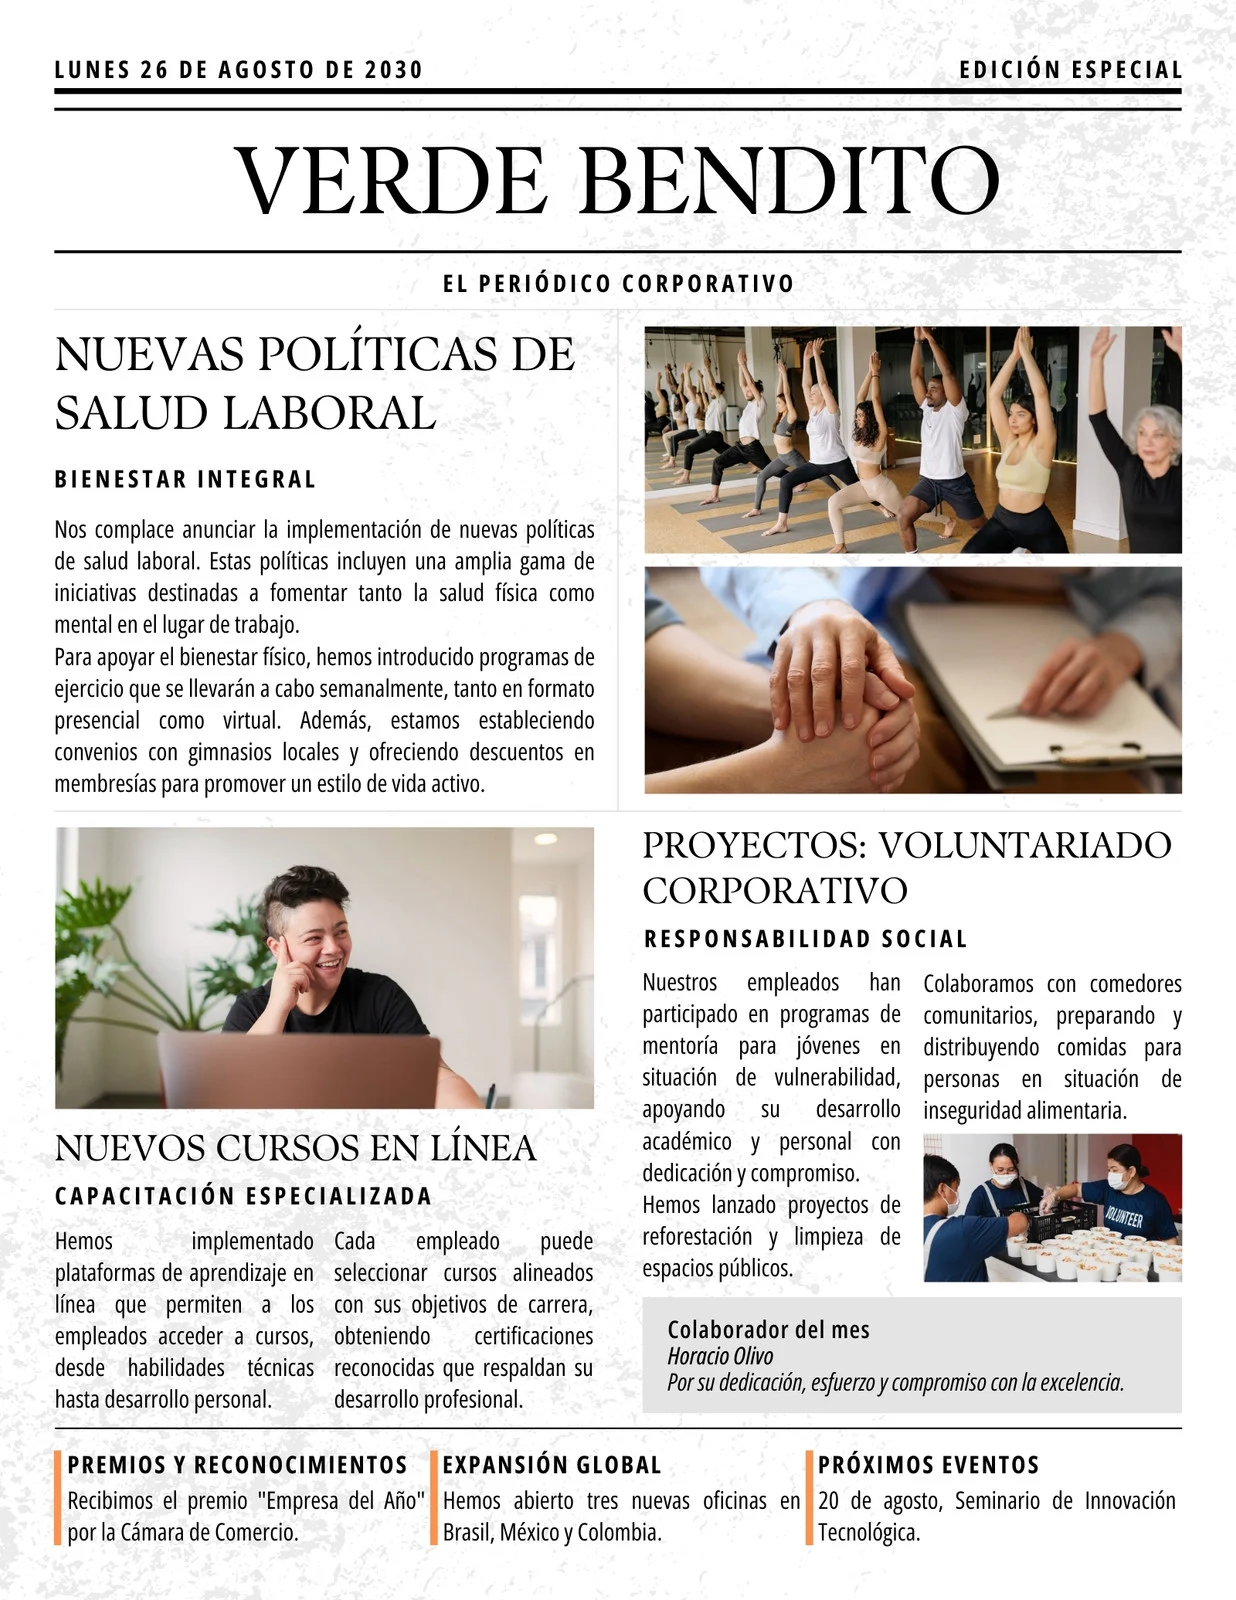 LUNES 26 DE AGOSTO DE 2030
EDICIÓN ESPECIAL
VERDE BENDITO
EL PERIÓDICO CORPORATIVO
NUEVAS POLÍTICAS DE
SALUD LABORAL
BIENESTAR INTEGRAL
Nos complace anunciar la implementación de nuevas políticas
de salud laboral. Estas políticas incluyen una amplia gama de
iniciativas destinadas a fomentar tanto la salud física como
mental en el lugar de trabajo.
Para apoyar el bienestar físico, hemos introducido programas de
ejercicio que se llevarán a cabo semanalmente, tanto en formato
presencial como virtual. Además, estamos estableciendo
convenios con gimnasios locales y ofreciendo descuentos en
membresías para promover un estilo de vida activo.
NUEVOS CURSOS EN LÍNEA
CAPACITACIÓN ESPECIALIZADA
Hemos implementado
plataformas de aprendizaje en
línea que permiten a los
empleados acceder a cursos,
desde habilidades técnicas
hasta desarrollo personal.
Cada empleado puede
seleccionar cursos alineados
con sus objetivos de carrera,
obteniendo certificaciones
reconocidas que respaldan su
desarrollo profesional.
PROYECTOS: VOLUNTARIADO
CORPORATIVO
RESPONSABILIDAD SOCIAL
Nuestros empleados han
participado en programas de
mentoría para jóvenes en
situación de vulnerabilidad,
apoyando su desarrollo
académico y personal con
dedicación y compromiso.
Hemos lanzado proyectos de
reforestación y limpieza de
espacios públicos.
Colaboramos con comedores
comunitarios, preparando y
distribuyendo comidas para
personas en situación de
inseguridad alimentaria.
VOLUNTEER
Colaborador del mes
Horacio Olivo
Por su dedicación, esfuerzo y compromiso con la excelencia.
PREMIOS Y RECONOCIMIENTOS
Recibimos el premio "Empresa del Año"
por la Cámara de Comercio.
EXPANSIÓN GLOBAL
Hemos abierto tres nuevas oficinas en
Brasil, México y Colombia.
PRÓXIMOS EVENTOS
20 de agosto, Seminario de Innovación
Tecnológica.